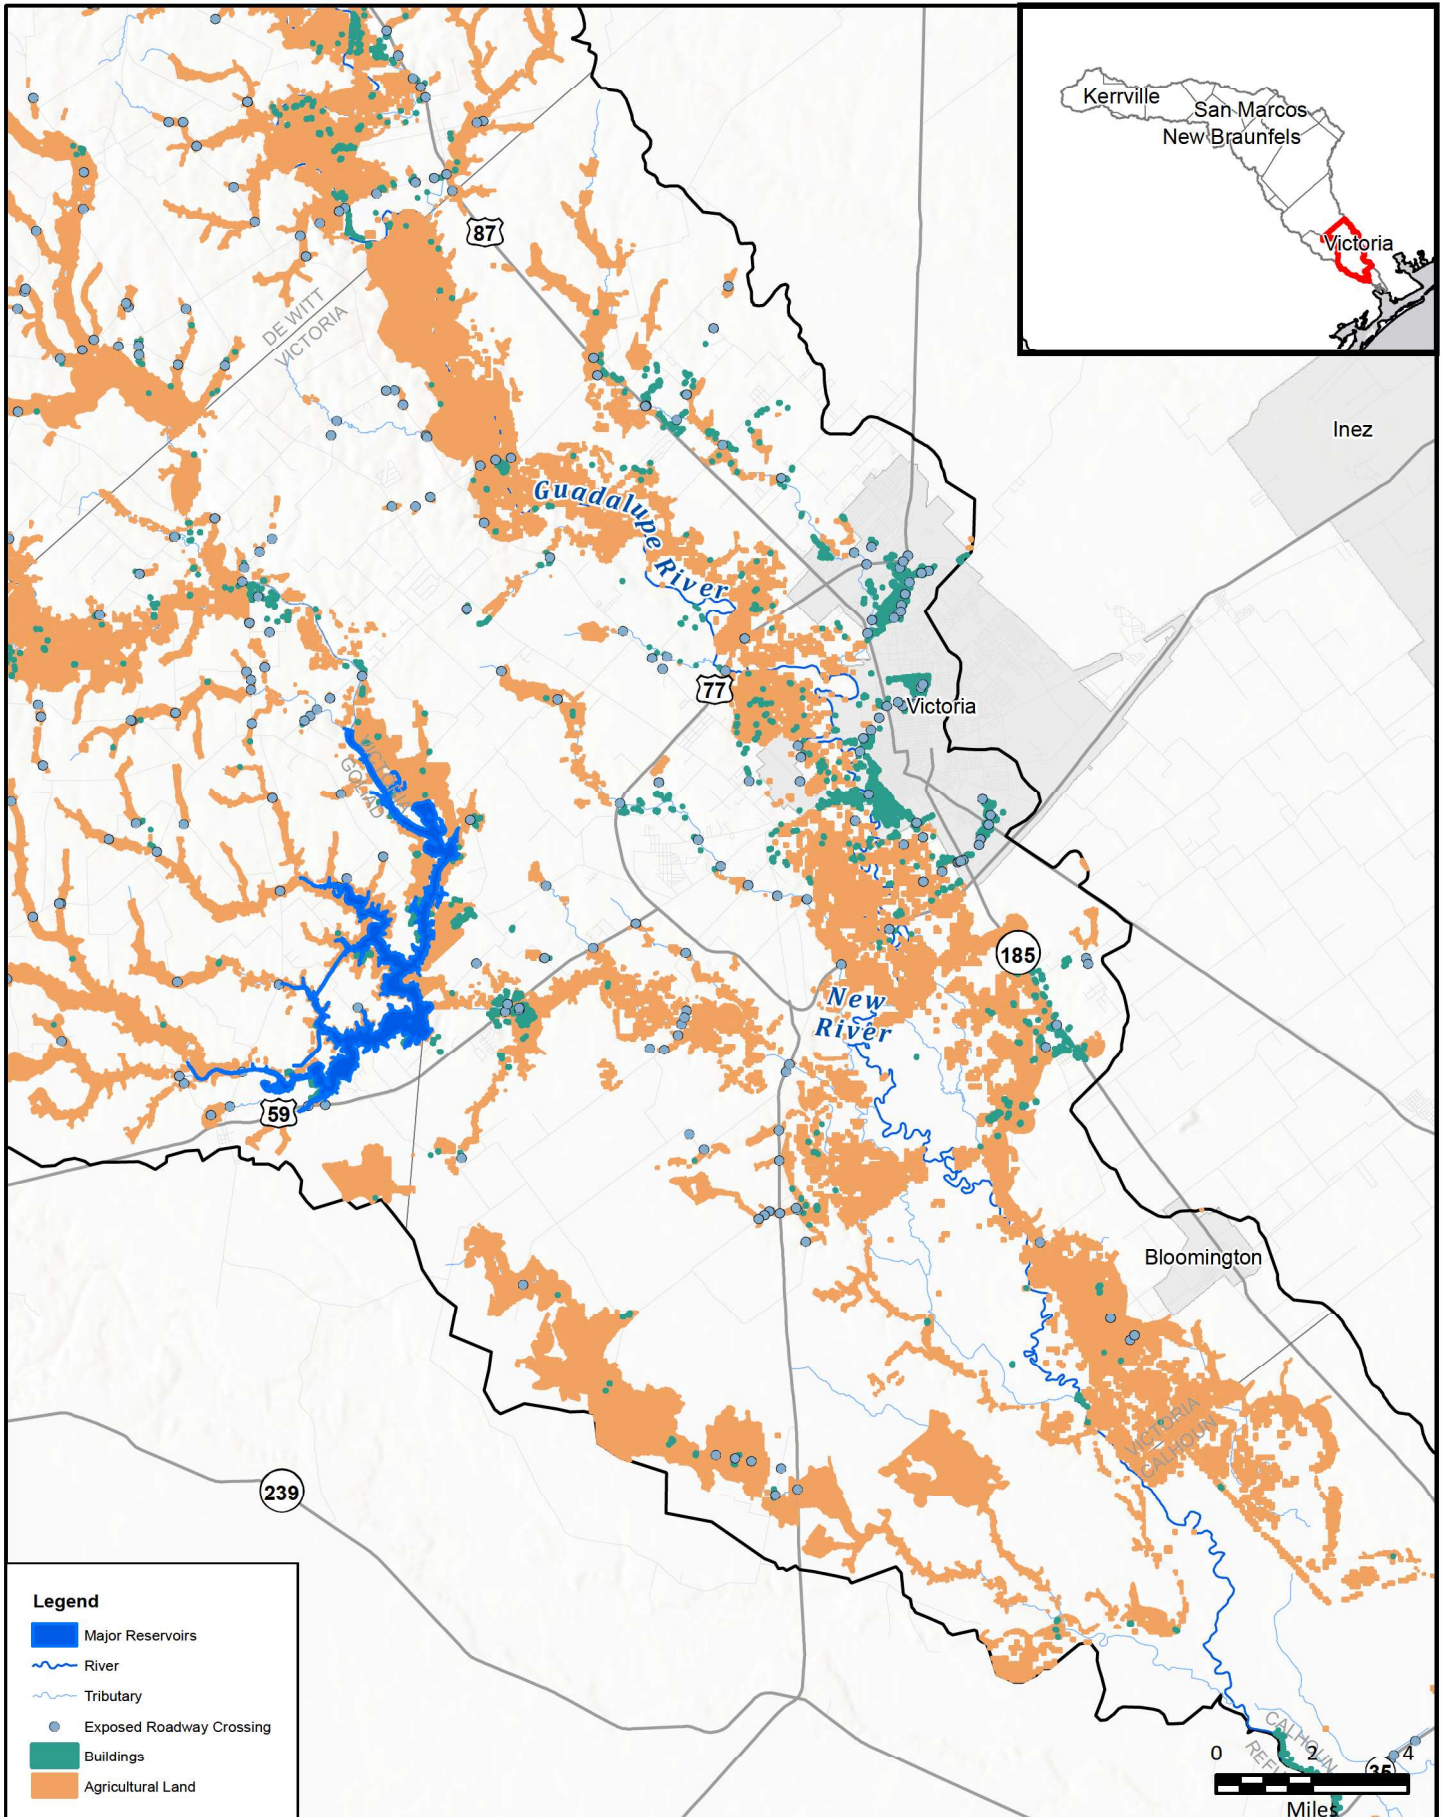 Kerrville
San Marcos
New Braunfels
Victoria
87
DE WITT
VICTORIA
Inez
Guadalupe
River
77
Victoria
VICTORIA
GOLIAD
185
New
River
59
Bloomington
VICTORIA
CALHOUN
239
Legend
Major Reservoirs
River
Tributary
Exposed Roadway Crossing
Buildings
Agricultural Land
CALHOUN
0 2 4
35
Miles